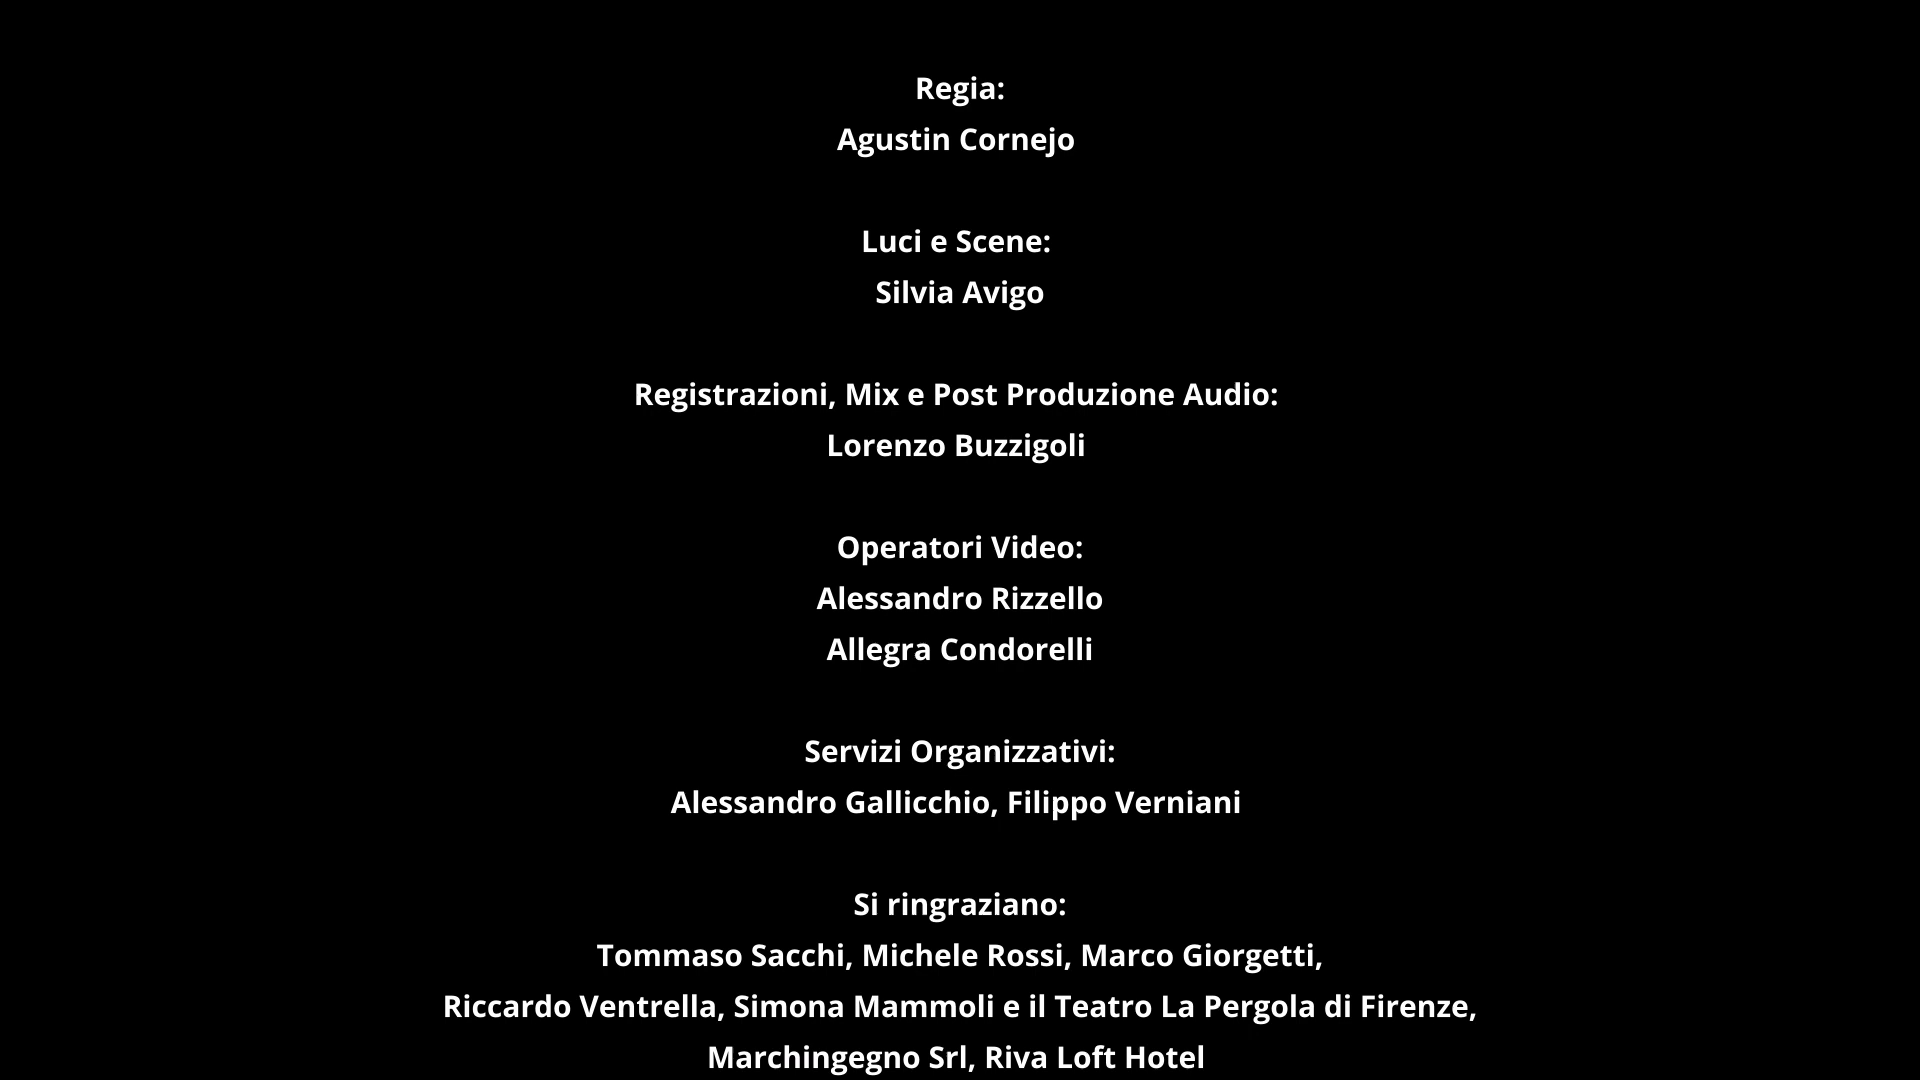 Regia:
Agustin Cornejo
Luci e Scene:
Silvia Avigo
Registrazioni, Mix e Post Produzione Audio:
Lorenzo Buzzigoli
Operatori Video:
Alessandro Rizzello
Allegra Condorelli
Servizi Organizzativi:
Alessandro Gallicchio, Filippo Verniani
Si ringraziano:
Tommaso Sacchi, Michele Rossi, Marco Giorgetti,
Riccardo Ventrella, Simona Mammoli e il Teatro La Pergola di Firenze,
Marchingegno Srl, Riva Loft Hotel